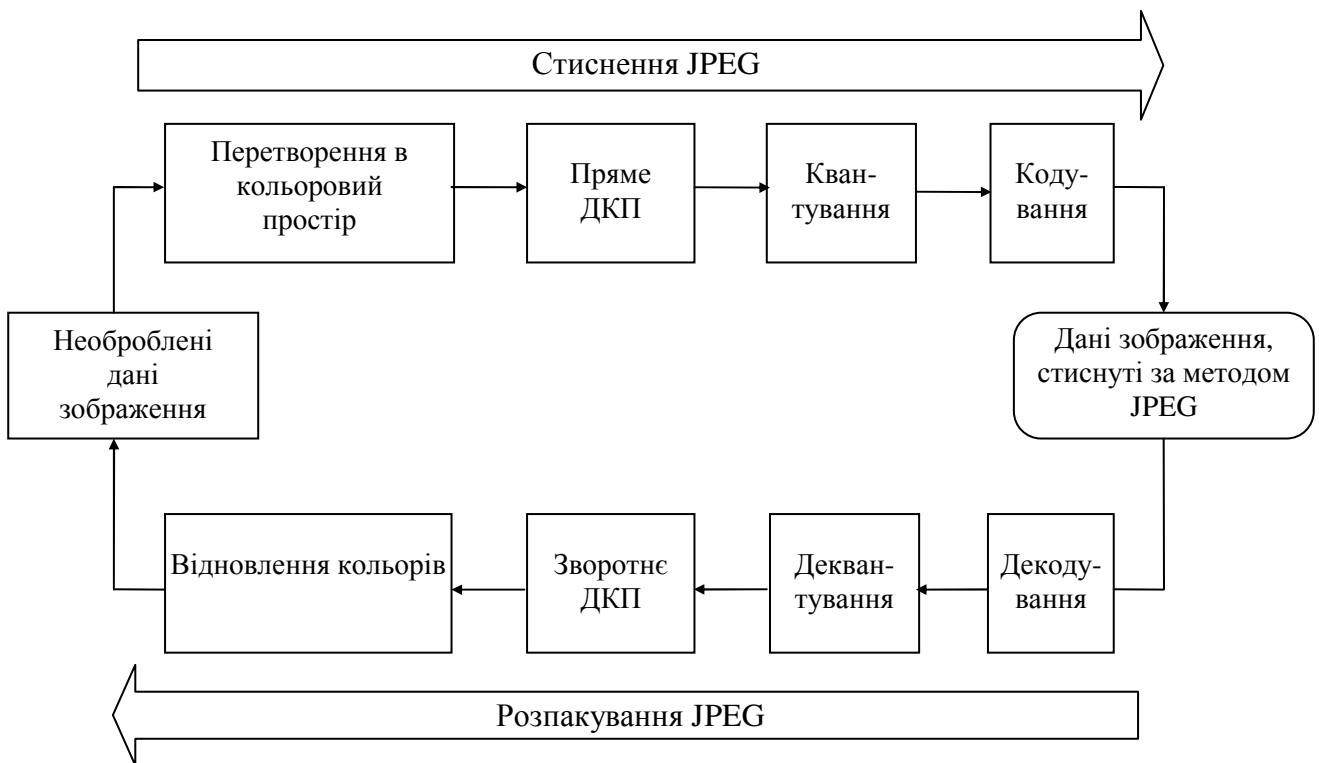 Стиснення JPEG
Перетворення в
кольоровий
простір
Пряме
ДКП
Кван-
тування
Коду-
вання
Необроблені
дані
зображення
Дані зображення,
стиснуті за методом
JPEG
Відновлення кольорів
Зворотнє
ДКП
Декван-
тування
Декоду-
вання
Розпакування JPEG